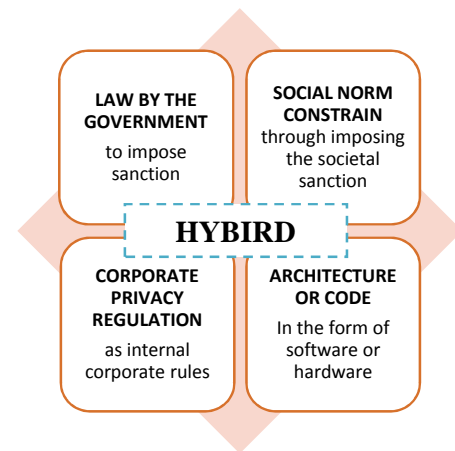 LAW BY THE
GOVERNMENT
to impose
sanction
SOCIAL NORM
CONSTRAIN
through imposing
the societal
sanction
HYBIRD
CORPORATE
PRIVACY
REGULATION
as internal
corporate rules
ARCHITECTURE
OR CODE
In the form of
software or
hardware